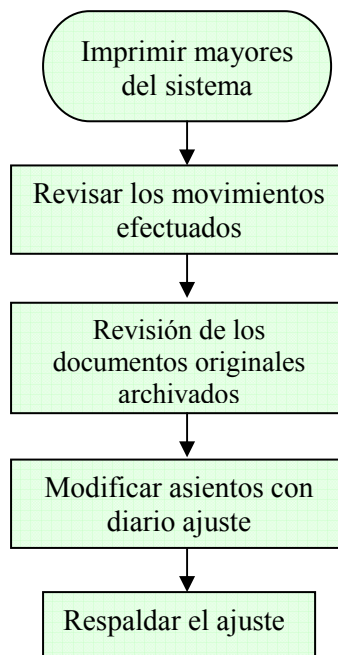 Imprimir mayores
del sistema
Revisar los movimientos
efectuados
Revisión de los
documentos originales
archivados
Modificar asientos con
diario ajuste
Respaldar el ajuste